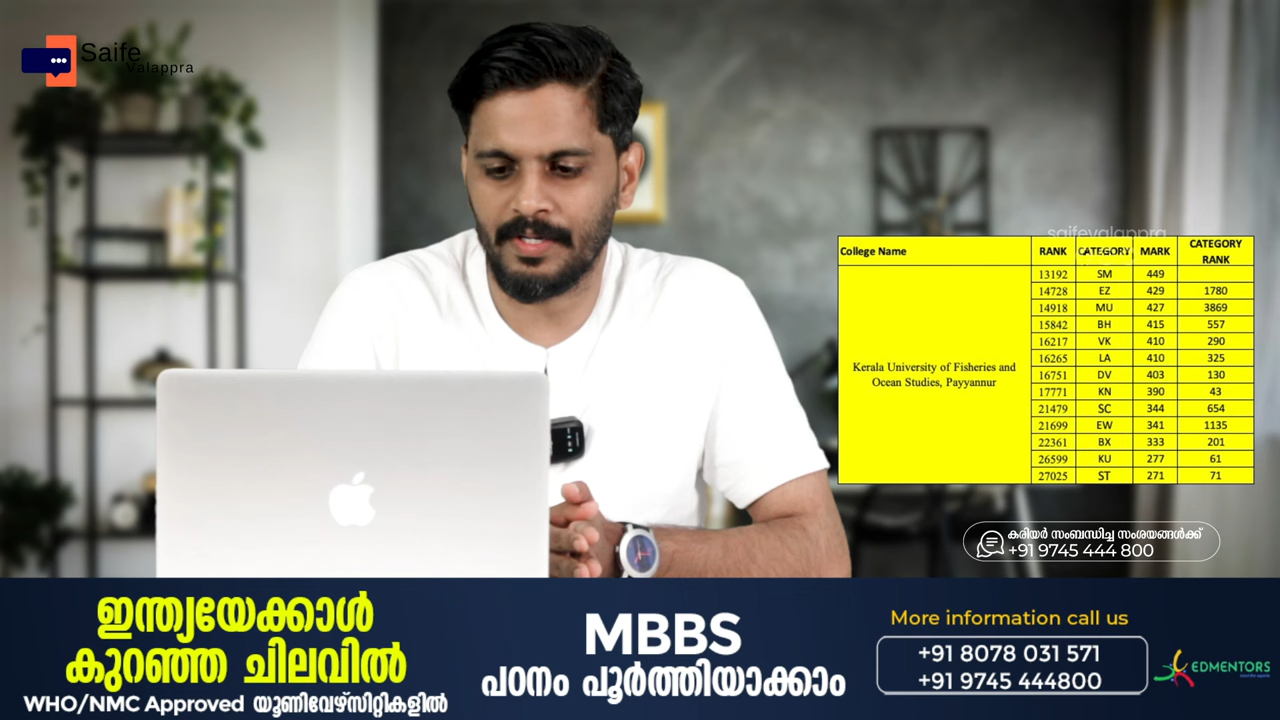 Saife
Valappra
saifevalappra
College Name RANK CATEGORY MARK CATEGORY RANK
13192 SM 449
14728 EZ 429 1780
14918 MU 427 3869
15842 BH 415 557
16217 VK 410 290
16265 LA 410 325
Kerala University of Fisheries and
Ocean Studies, Payyannur
16751 DV 403 130
17771 KN 390 43
21479 SC 344 654
21699 EW 341 1135
22361 BX 333 201
26599 KU 277 61
27025 ST 271 71
കരിയർ സംബന്ധിച്ച സംശയങ്ങൾക്ക്
+91 9745 444 800
ഇന്ത്യയേക്കാൾ
കുറഞ്ഞ ചിലവിൽ
WHO/NMC Approved യൂണിവേഴ്സിറ്റികളിൽ
MBBS
പഠനം പൂർത്തിയാക്കാം
More information call us
+91 8078 031 571
+91 9745 444800
EDMENTORS